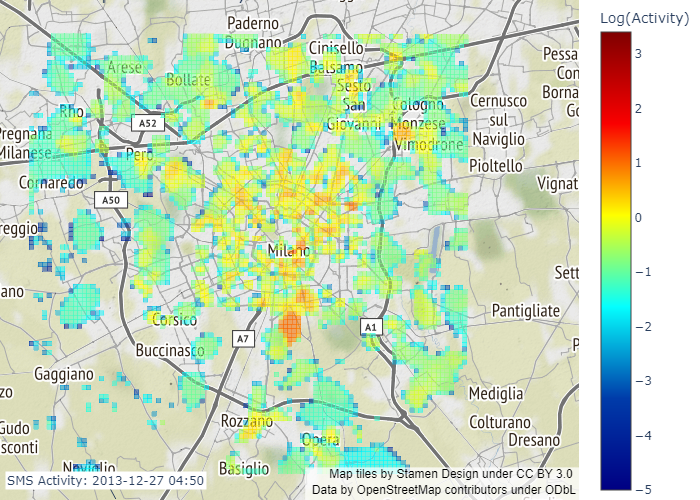 Paderno
Dugnano
Cinisello
Balsamo
Arese
Bollate
Sesto
San
Giovanni
Cologno
Monzese
Vimodrone
Cernusco
sul
Naviglio
Pioltello
Pessa
Con
Borna
Go
Rho
A52
Pregnana
Milanese
Pero
Cornaredo
Vignat
A50
reggio
Milano
Sett
ano
Pantigliate
Corsico
A7
A1
P
Buccinasco
Gaggiano
zo
Mediglia
Gudo
sconti
Rozzano
Colturano
Dresano
Opera
Naviglio
Basiglio
SMS Activity: 2013-12-27 04:50
Map tiles by Stamen Design under CC BY 3.0
Data by OpenStreetMap contributors under ODbL
Log(Activity)
3
2
1
0
−1
−2
−3
−4
−5